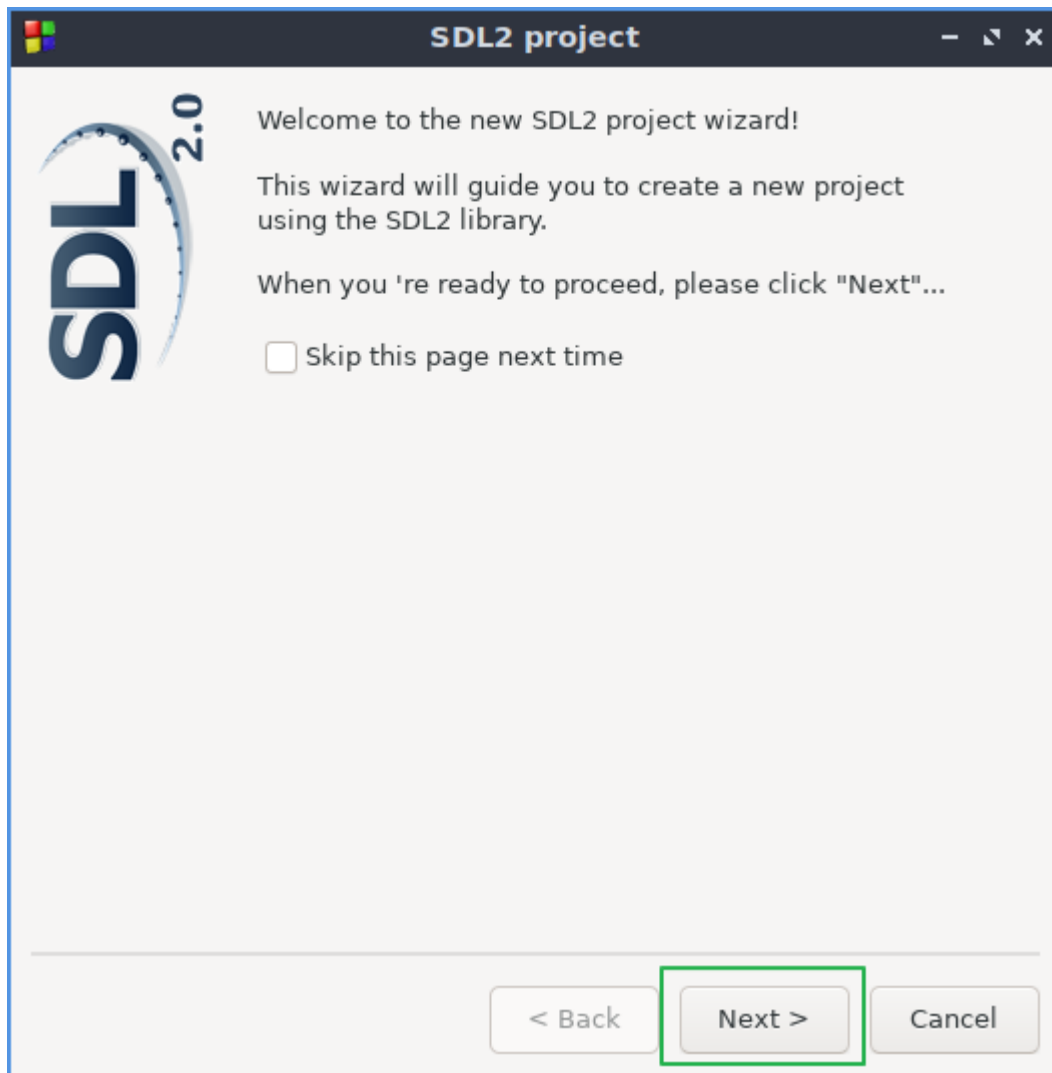 SDL2 project
SDL 2.0
Welcome to the new SDL2 project wizard!
This wizard will guide you to create a new project
using the SDL2 library.
When you 're ready to proceed, please click "Next"...
Skip this page next time
< Back
Next >
Cancel